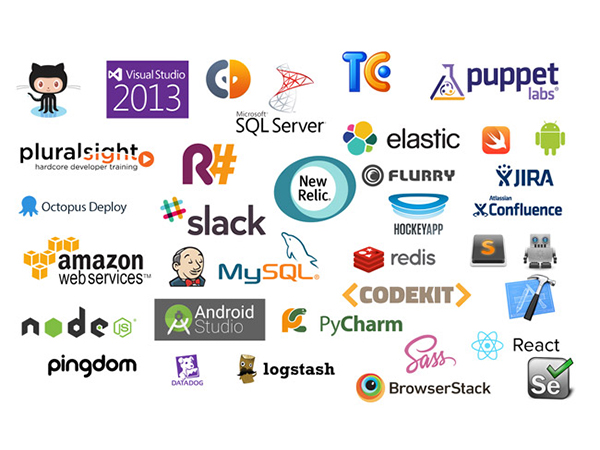 Visual Studio
2013
Microsoft®
SQL Server®
TC
puppet
labs®
pluralsight
hardcore developer training
R#
elastic
New
Relic.
FLURRY
JIRA
Octopus Deploy
slack
HOCKEYAPP
Atlassian
Confluence
amazon
web services™
MySQL®
redis
S
CODEKIT
node
JS®
Android
Studio
PyCharm
Sass
React
pingdom
DATADOG
logstash
BrowserStack
Se